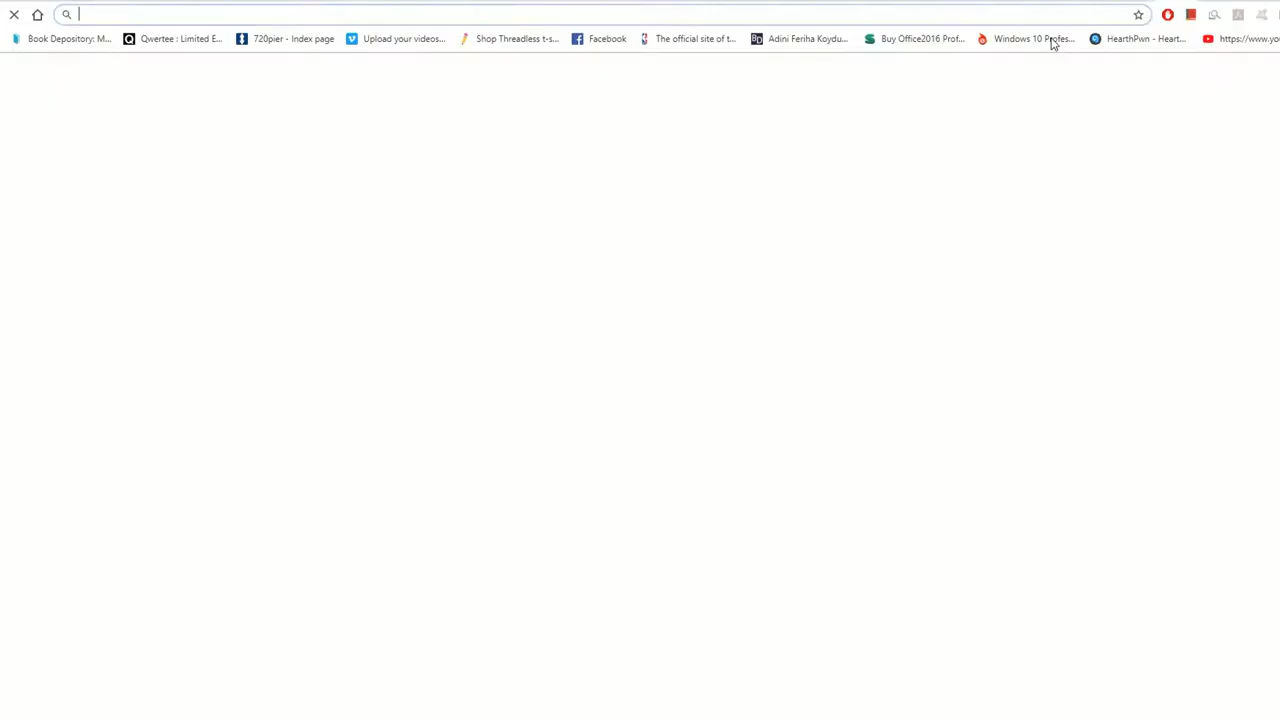 Book Depository: M... Qwertee : Limited E... 720pier - Index page Upload your videos... Shop Threadless t-s... Facebook The official site of t... Adini Feriha Koydu... Buy Office2016 Prof... Windows 10 Profes... HearthPwn - Heart... https://www.yo